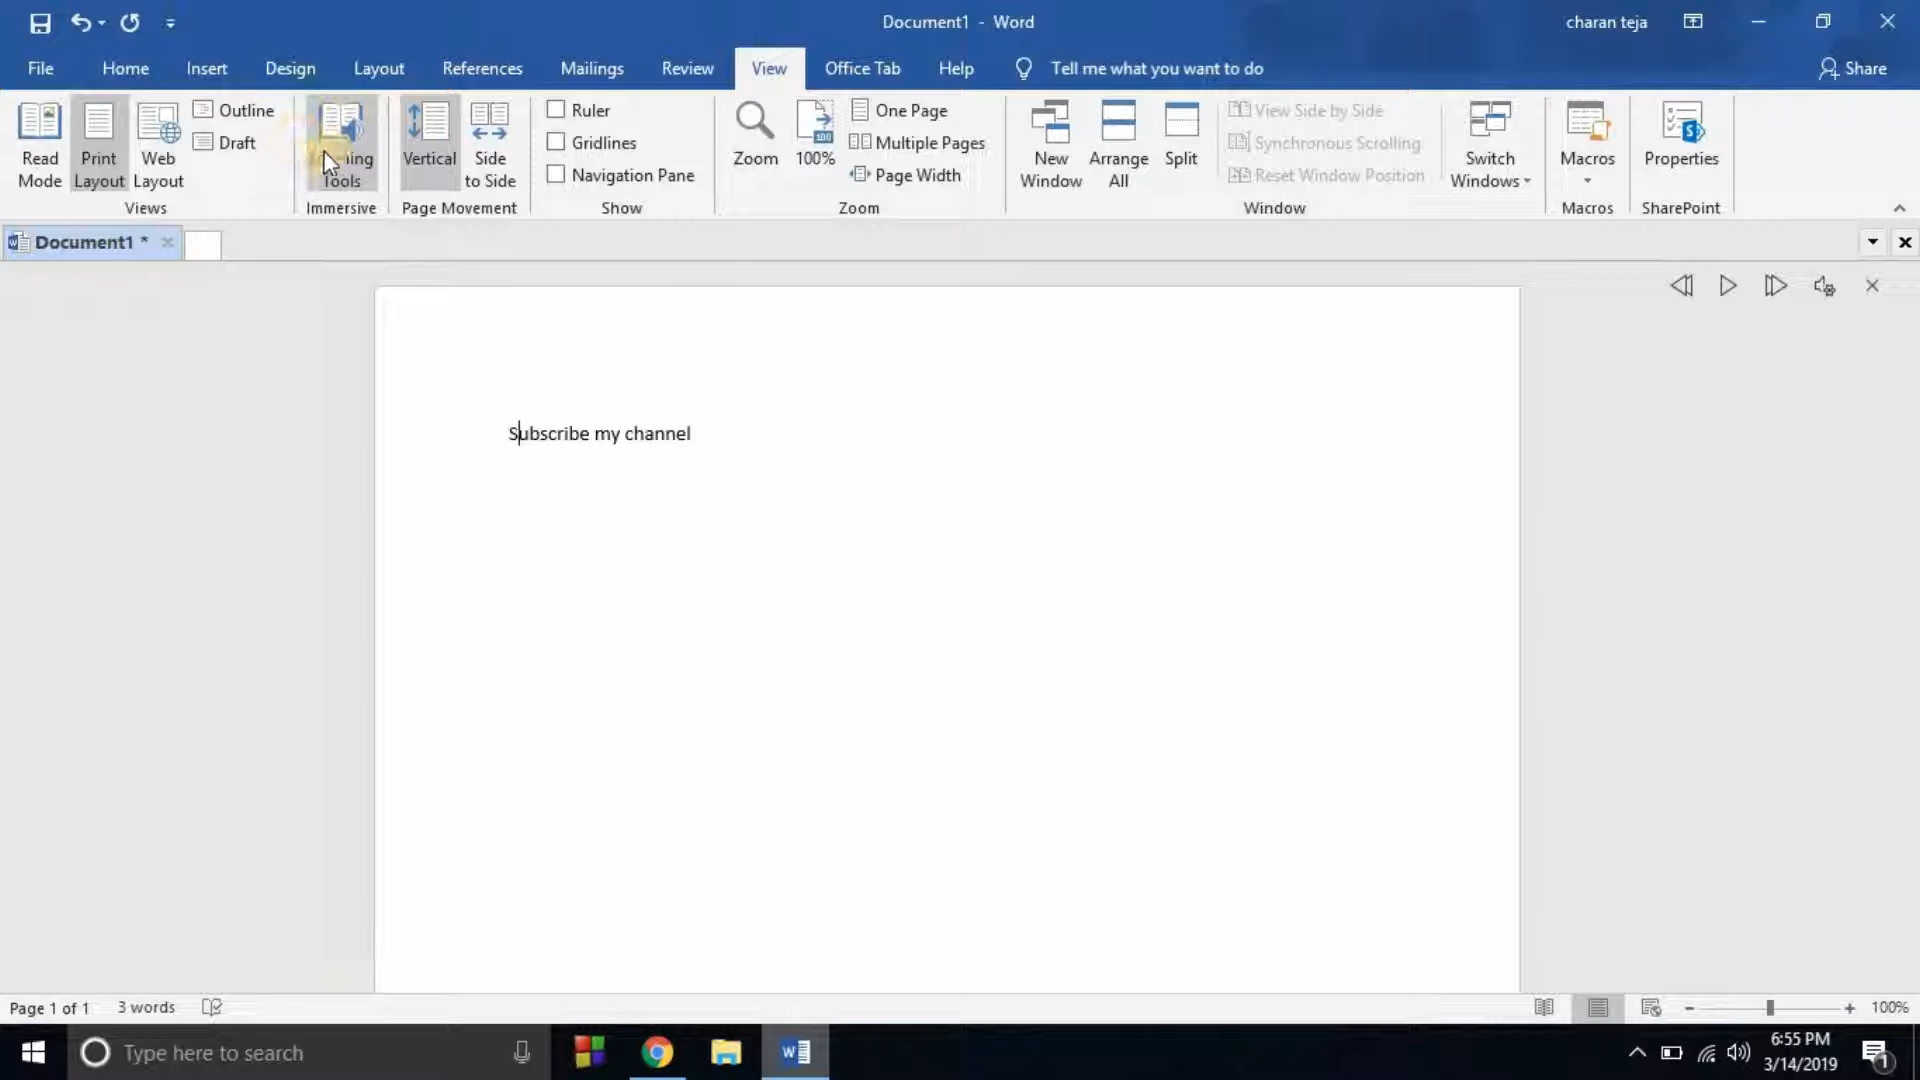 Document1 - Word
charan teja
File Home Insert Design Layout References Mailings Review View Office Tab Help Tell me what you want to do Share
Read Mode
Print Layout
Web Layout
Outline
Draft
Views
Tools
Immersive
Vertical
Side to Side
Page Movement
Ruler
Gridlines
Navigation Pane
Show
Zoom
100
100%
One Page
Multiple Pages
Page Width
Zoom
New Window
Arrange All
Split
View Side by Side
Synchronous Scrolling
Reset Window Position
Switch Windows
Window
Macros
Macros
Properties
SharePoint
Document1 *
Subscribe my channel
Page 1 of 1 3 words 100%
Type here to search
6:55 PM
3/14/2019
1